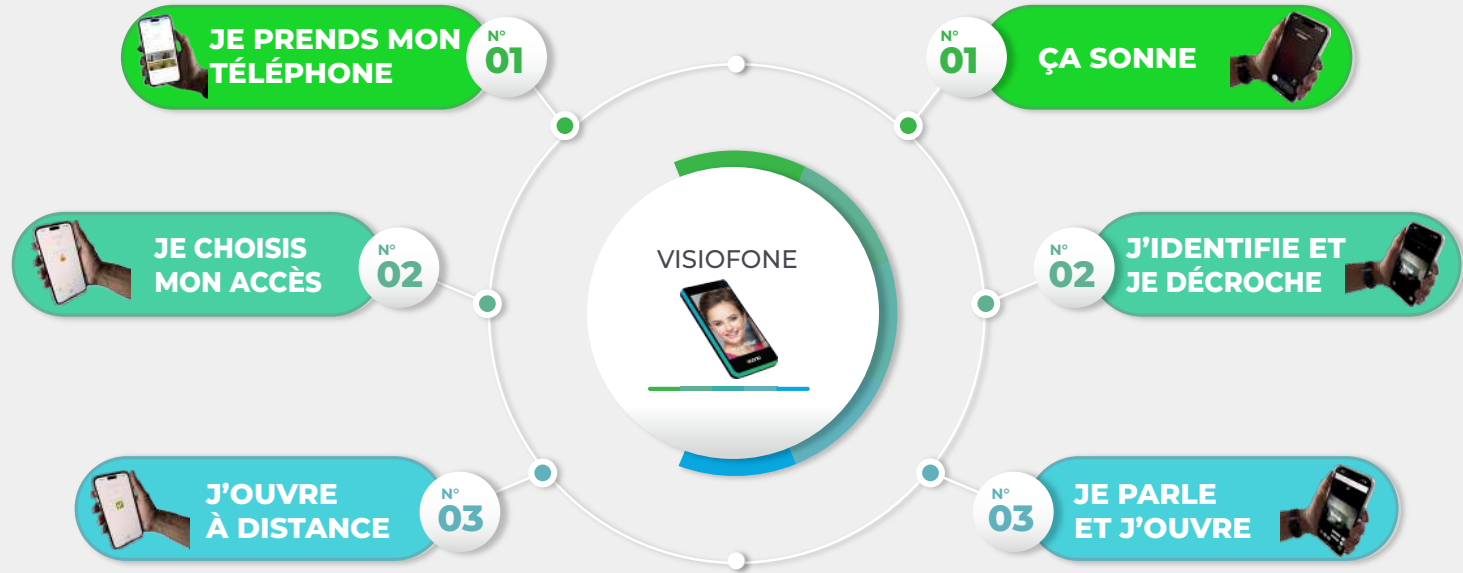 N°
01
JE PRENDS MON
TÉLÉPHONE
N°
02
JE CHOISIS
MON ACCÈS
N°
03
J’OUVRE
À DISTANCE
VISIOFONE
N°
01
ÇA SONNE
N°
02
J’IDENTIFIE ET
JE DÉCROCHE
N°
03
JE PARLE
ET J’OUVRE